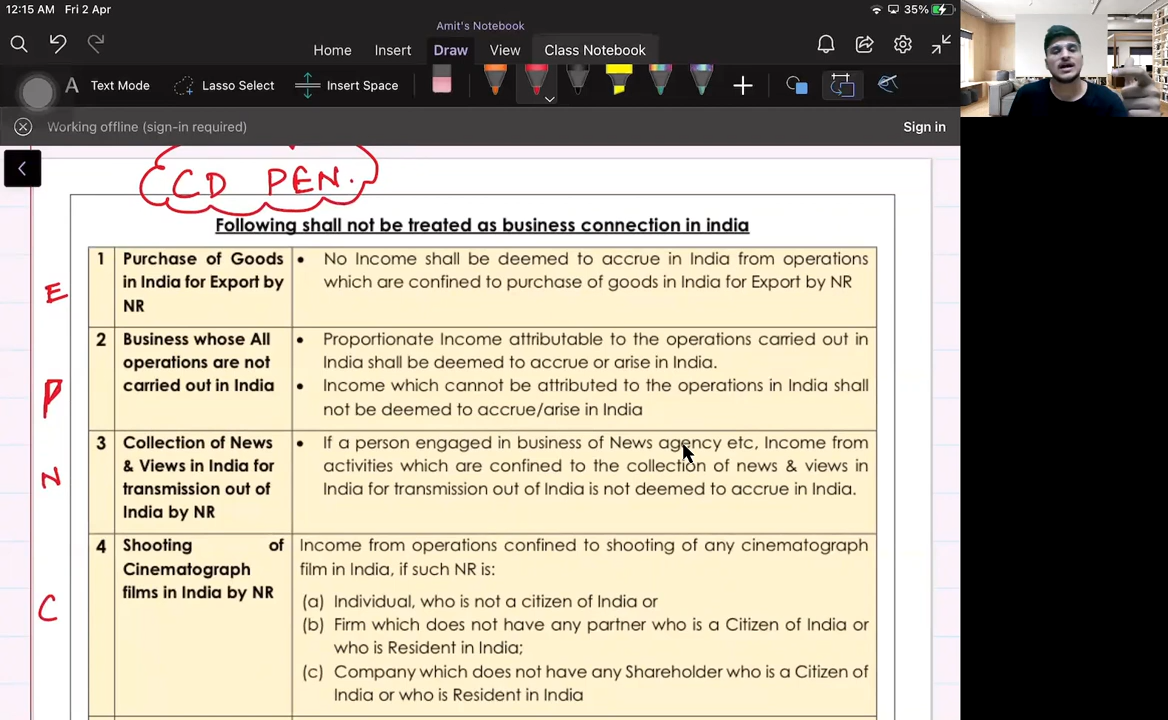 12:15 AM Fri 2 Apr
35%
Amit's Notebook
Home Insert Draw View Class Notebook
A Text Mode Lasso Select Insert Space
Working offline (sign-in required) Sign in
CD PEN.
Following shall not be treated as business connection in india
1 Purchase of Goods in India for Export by NR
• No Income shall be deemed to accrue in India from operations
which are confined to purchase of goods in India for Export by NR
E
2 Business whose All
operations are not
carried out in India
• Proportionate Income attributable to the operations carried out in
India shall be deemed to accrue or arise in India.
• Income which cannot be attributed to the operations in India shall
not be deemed to accrue/arise in India
P
3 Collection of News
& Views in India for
transmission out of
India by NR
• If a person engaged in business of News agency etc, Income from
activities which are confined to the collection of news & views in
India for transmission out of India is not deemed to accrue in India.
N
4 Shooting of
Cinematograph
films in India by NR
Income from operations confined to shooting of any cinematograph
film in India, if such NR is:
(a) Individual, who is not a citizen of India or
(b) Firm which does not have any partner who is a Citizen of India or
who is Resident in India;
(c) Company which does not have any Shareholder who is a Citizen of
India or who is Resident in India
C